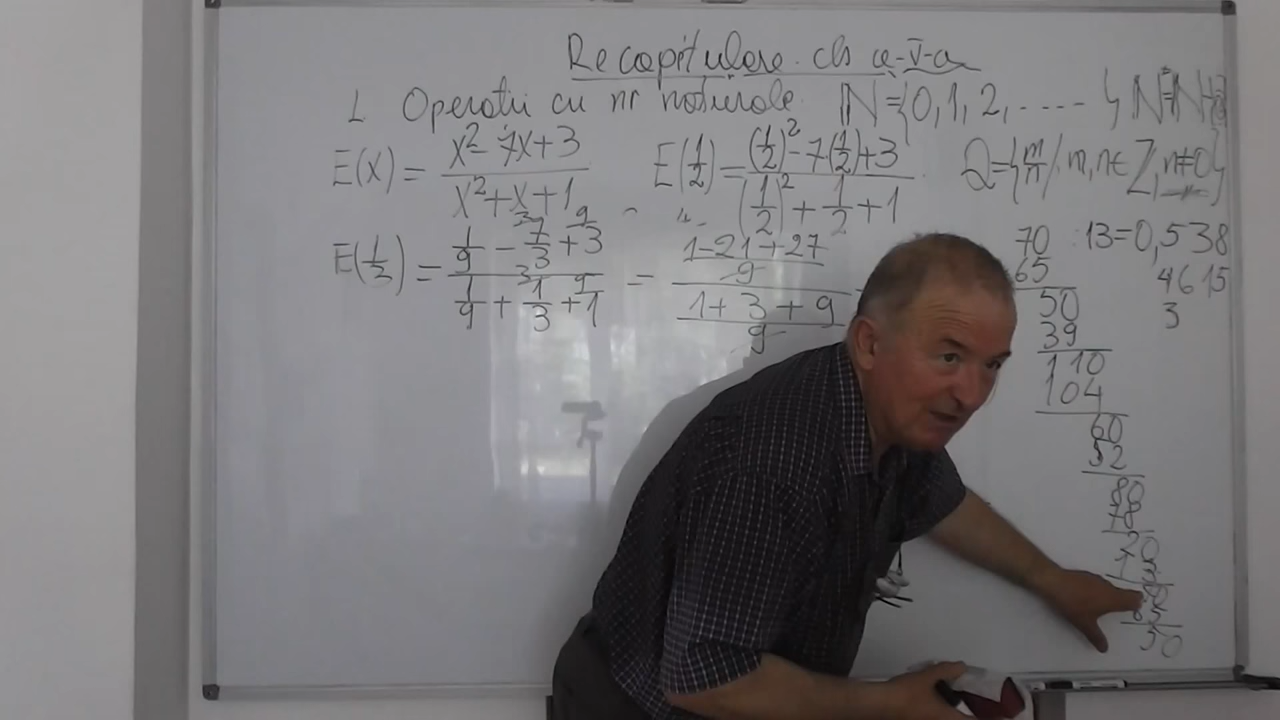 Recapitulare cls a-V-a
1. Operatii cu nr naturale. ℕ={0, 1, 2, ..... }
E(x) = (x² - 7x + 3)/(x² + x + 1) E(1/2) = ((1/2)² - 7(1/2) + 3)/((1/2)² + 1/2 + 1) Q={m/n / m, n ∈ Z, n≠0}
E(1/3) = (1/9 - 7/3 + 3)/(1/9 + 1/3 + 1) = ((1-21+27)/9)/((1+3+9)/9)
70 : 13=0,538
65 4615
50 3
39
110
104
60
52
80
78
20
13
65
50